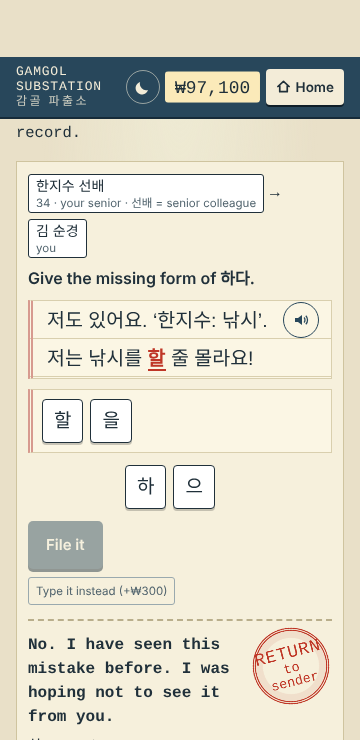 GAMGOL
SUBSTATION
감골 파출소
₩97,100
Home
record.
한지수 선배
34 · your senior · 선배 = senior colleague
→
김 순경
you
Give the missing form of 하다.
저도 있어요. ‘한지수: 낚시’.
저는 낚시를 할 줄 몰라요!
할 을
하 으
File it
Type it instead (+₩300)
No. I have seen this
mistake before. I was
hoping not to see it
from you.
RETURN
to
sender